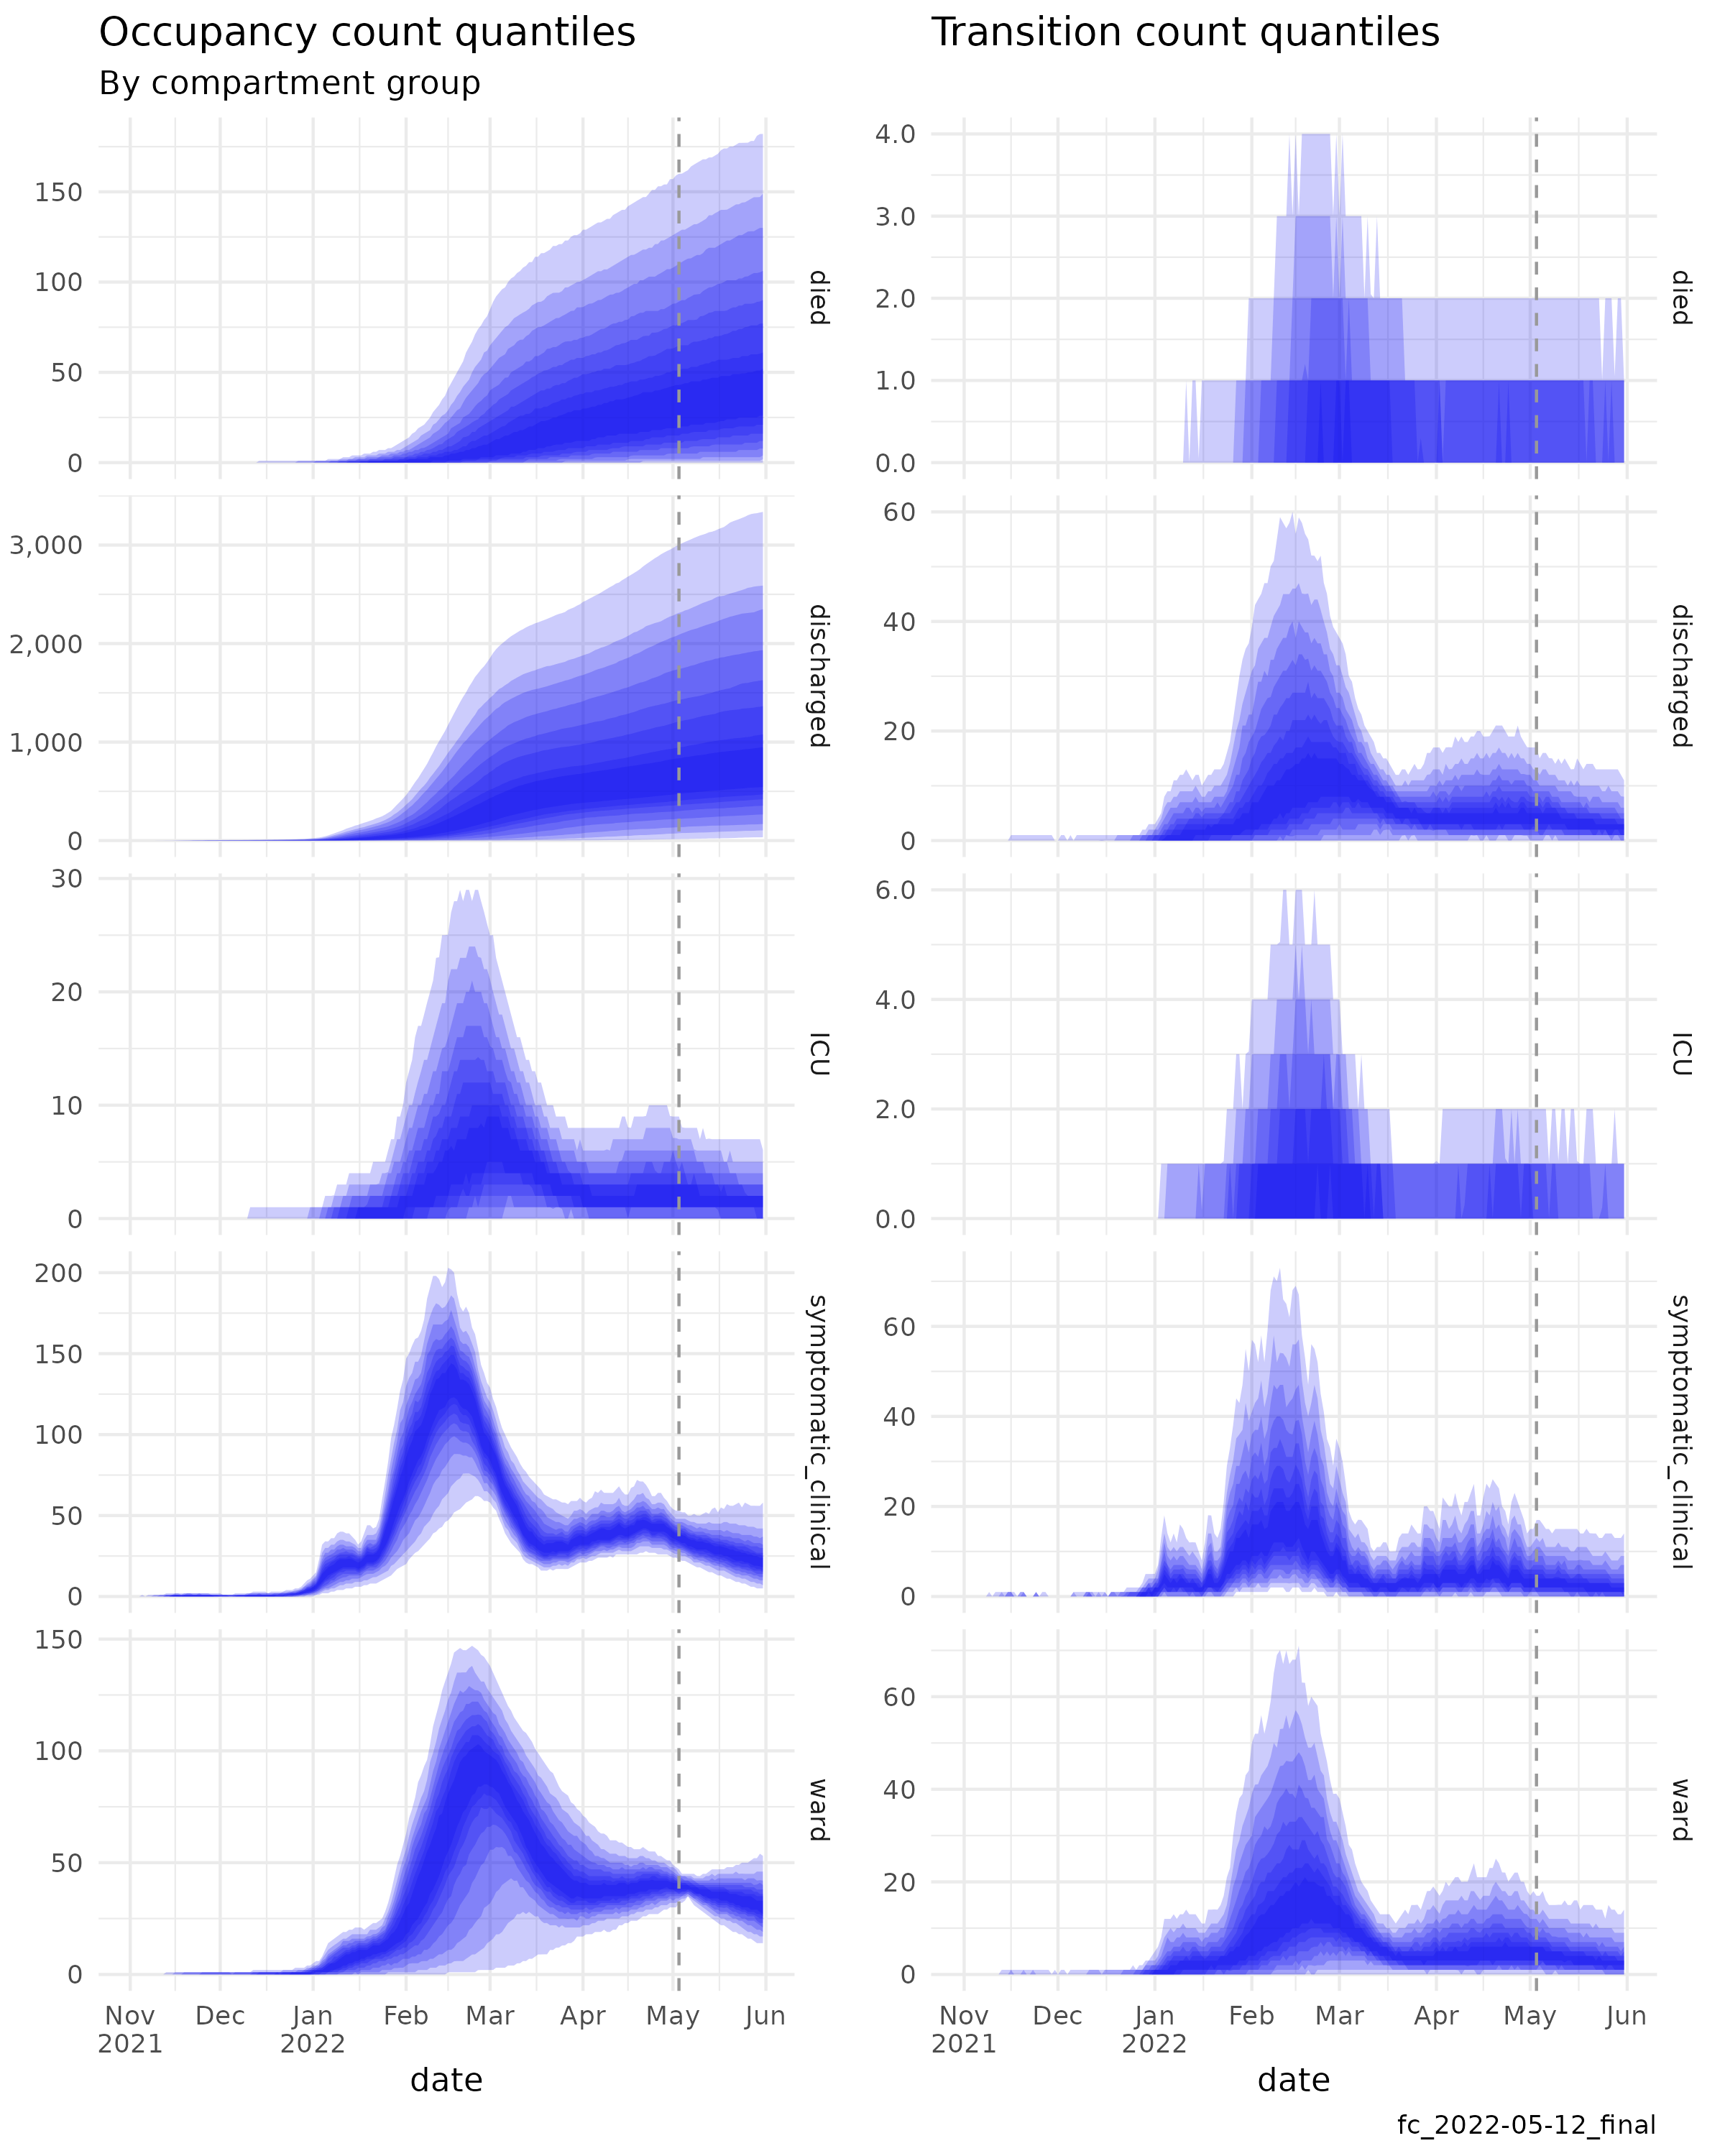 Occupancy count quantiles
By compartment group
150
100
50
0
died
3,000
2,000
1,000
0
discharged
30
20
10
0
ICU
200
150
100
50
0
symptomatic_clinical
150
100
50
0
ward
Nov Dec Jan Feb Mar Apr May Jun
2021 2022
date
Transition count quantiles
4.0
3.0
2.0
1.0
0.0
died
60
40
20
0
discharged
6.0
4.0
2.0
0.0
ICU
60
40
20
0
symptomatic_clinical
60
40
20
0
ward
Nov Dec Jan Feb Mar Apr May Jun
2021 2022
date
fc_2022-05-12_final